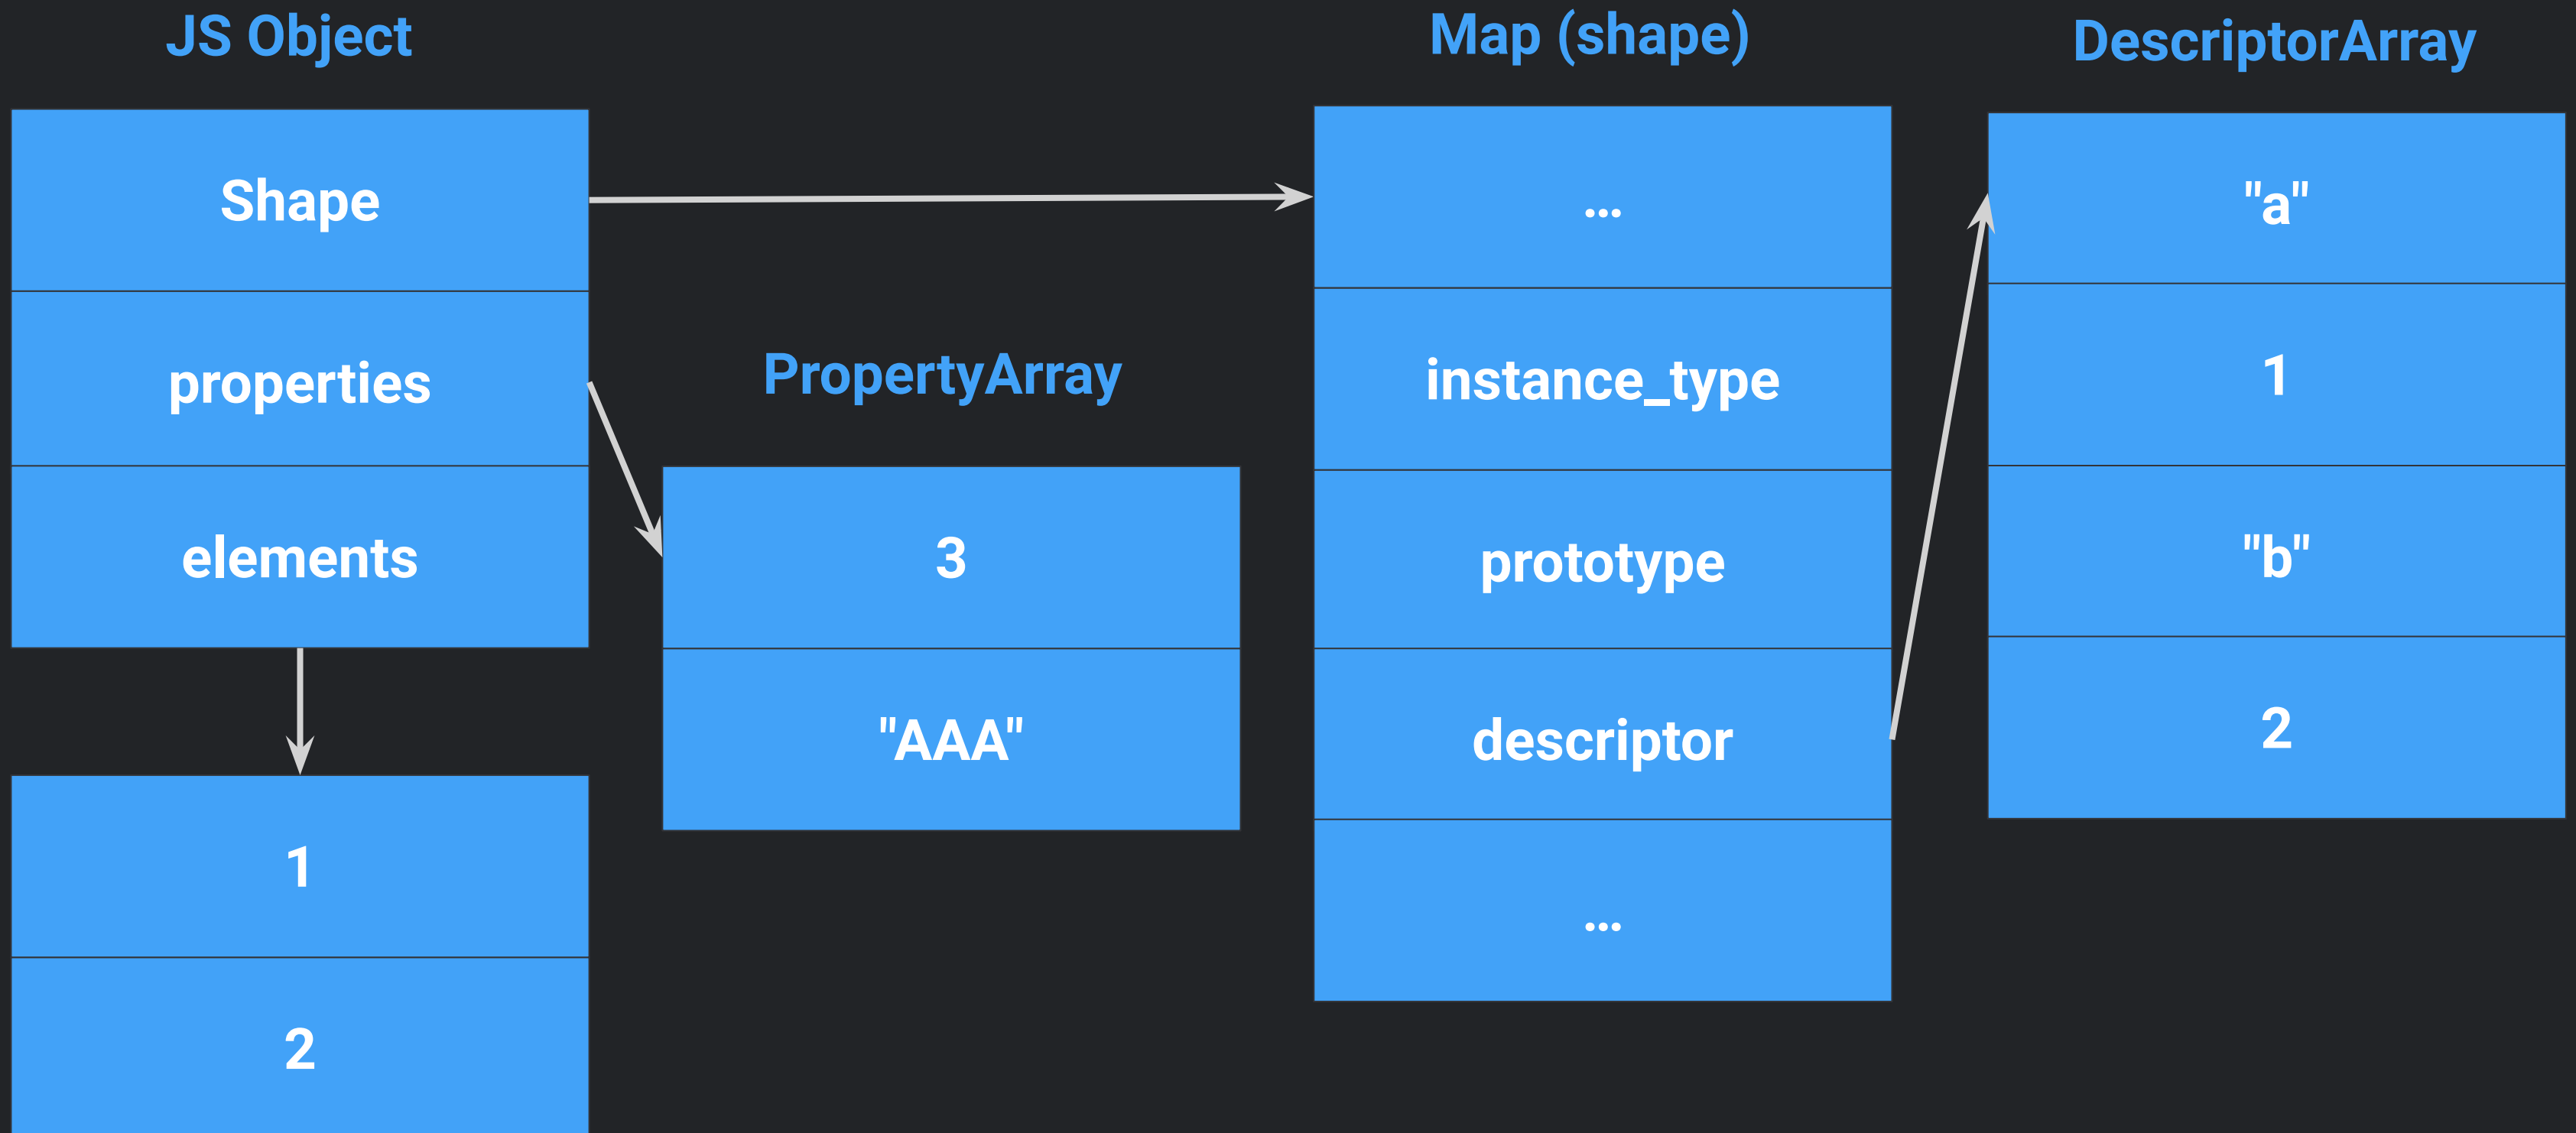 JS Object
Map (shape)
DescriptorArray
Shape
properties
elements
1
2
PropertyArray
3
"AAA"
...
instance_type
prototype
descriptor
...
"a"
1
"b"
2